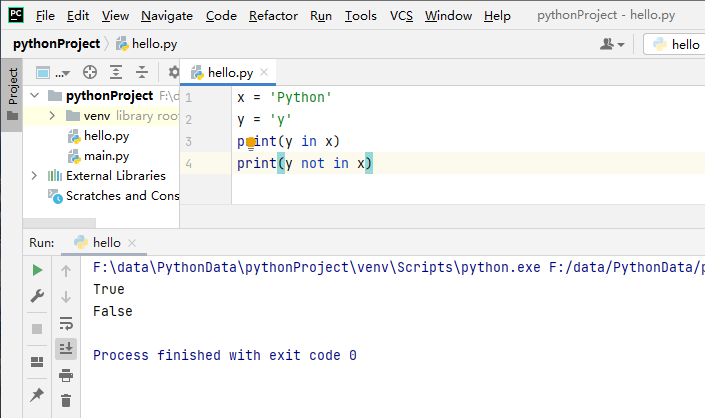 PC File Edit View Navigate Code Refactor Run Tools VCS Window Help pythonProject - hello.py
pythonProject hello.py hello
Project
... hello.py
pythonProject F:\d
venv library roo
hello.py
main.py
External Libraries
Scratches and Cons
1 x = 'Python'
2 y = 'y'
3 print(y in x)
4 print(y not in x)
Run: hello
F:\data\PythonData\pythonProject\venv\Scripts\python.exe F:/data/PythonData/p
True
False
Process finished with exit code 0